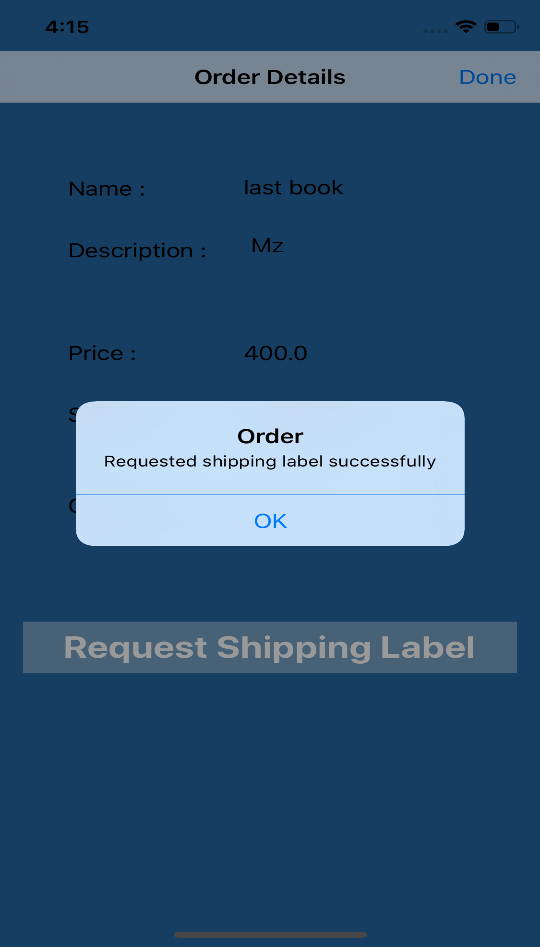 4:15
Order Details
Done
Name :
last book
Description :
Mz
Price :
400.0
Order
Requested shipping label successfully
OK
Request Shipping Label